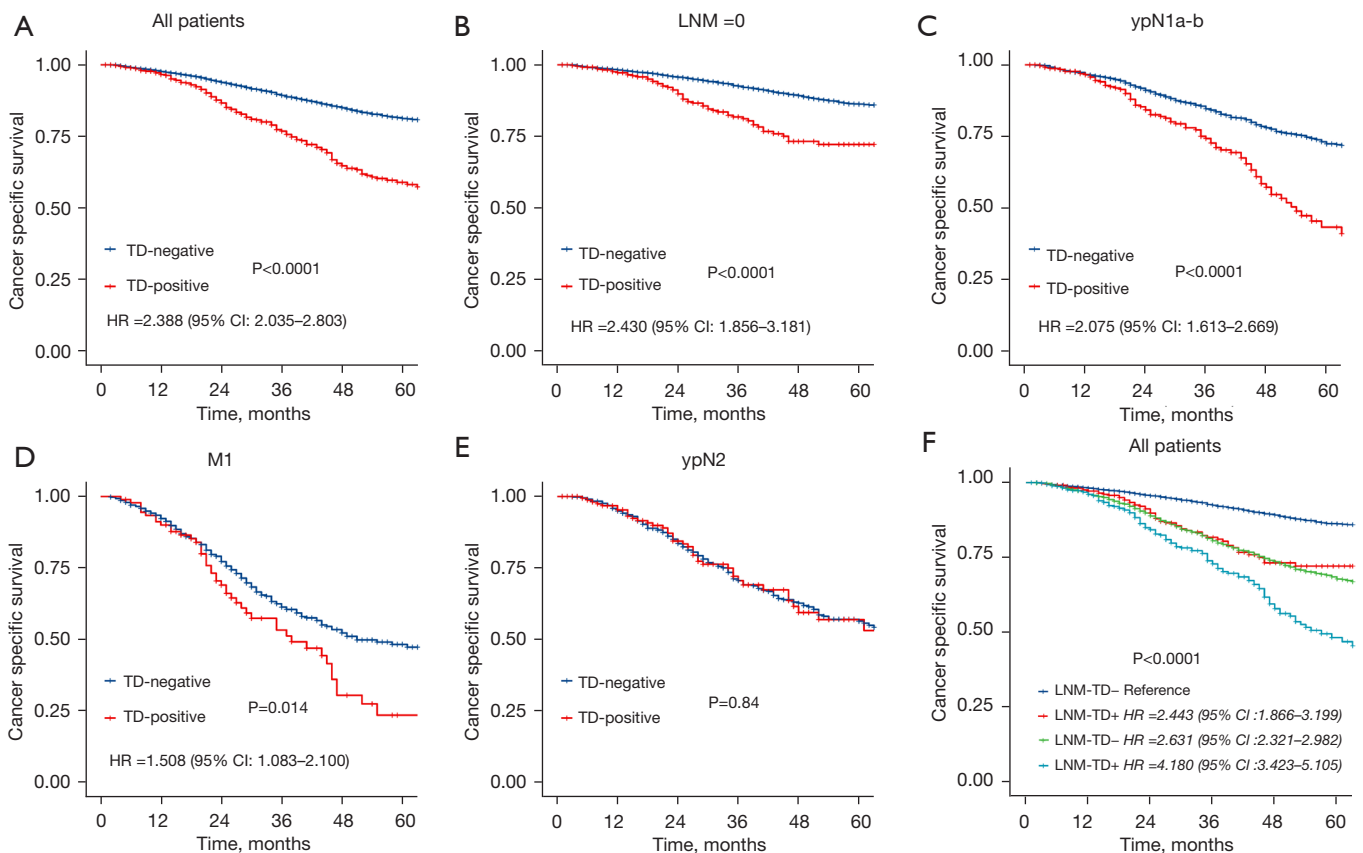 A
All patients
Cancer specific survival
1.00
0.75
0.50
0.25
0.00
TD-negative
TD-positive
P<0.0001
HR =2.388 (95% CI: 2.035–2.803)
0 12 24 36 48 60
Time, months
B
LNM =0
Cancer specific survival
1.00
0.75
0.50
0.25
0.00
TD-negative
TD-positive
P<0.0001
HR =2.430 (95% CI: 1.856–3.181)
0 12 24 36 48 60
Time, months
C
ypN1a-b
Cancer specific survival
1.00
0.75
0.50
0.25
0.00
TD-negative
TD-positive
P<0.0001
HR =2.075 (95% CI: 1.613–2.669)
0 12 24 36 48 60
Time, months
D
M1
Cancer specific survival
1.00
0.75
0.50
0.25
0.00
TD-negative
TD-positive
P=0.014
HR =1.508 (95% CI: 1.083–2.100)
0 12 24 36 48 60
Time, months
E
ypN2
Cancer specific survival
1.00
0.75
0.50
0.25
0.00
TD-negative
TD-positive
P=0.84
0 12 24 36 48 60
Time, months
F
All patients
Cancer specific survival
1.00
0.75
0.50
0.25
0.00
P<0.0001
LNM-TD– Reference
LNM-TD+ HR =2.443 (95% CI :1.866–3.199)
LNM-TD– HR =2.631 (95% CI :2.321–2.982)
LNM-TD+ HR =4.180 (95% CI :3.423–5.105)
0 12 24 36 48 60
Time, months